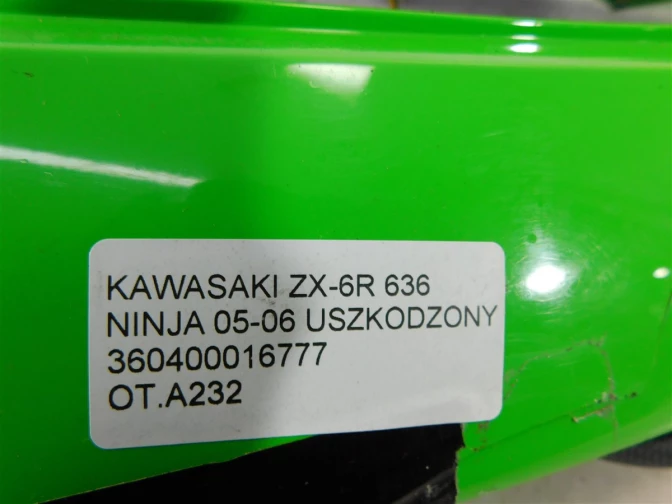 KAWASAKI ZX-6R 636
NINJA 05-06 USZKODZONY
360400016777
OT.A232